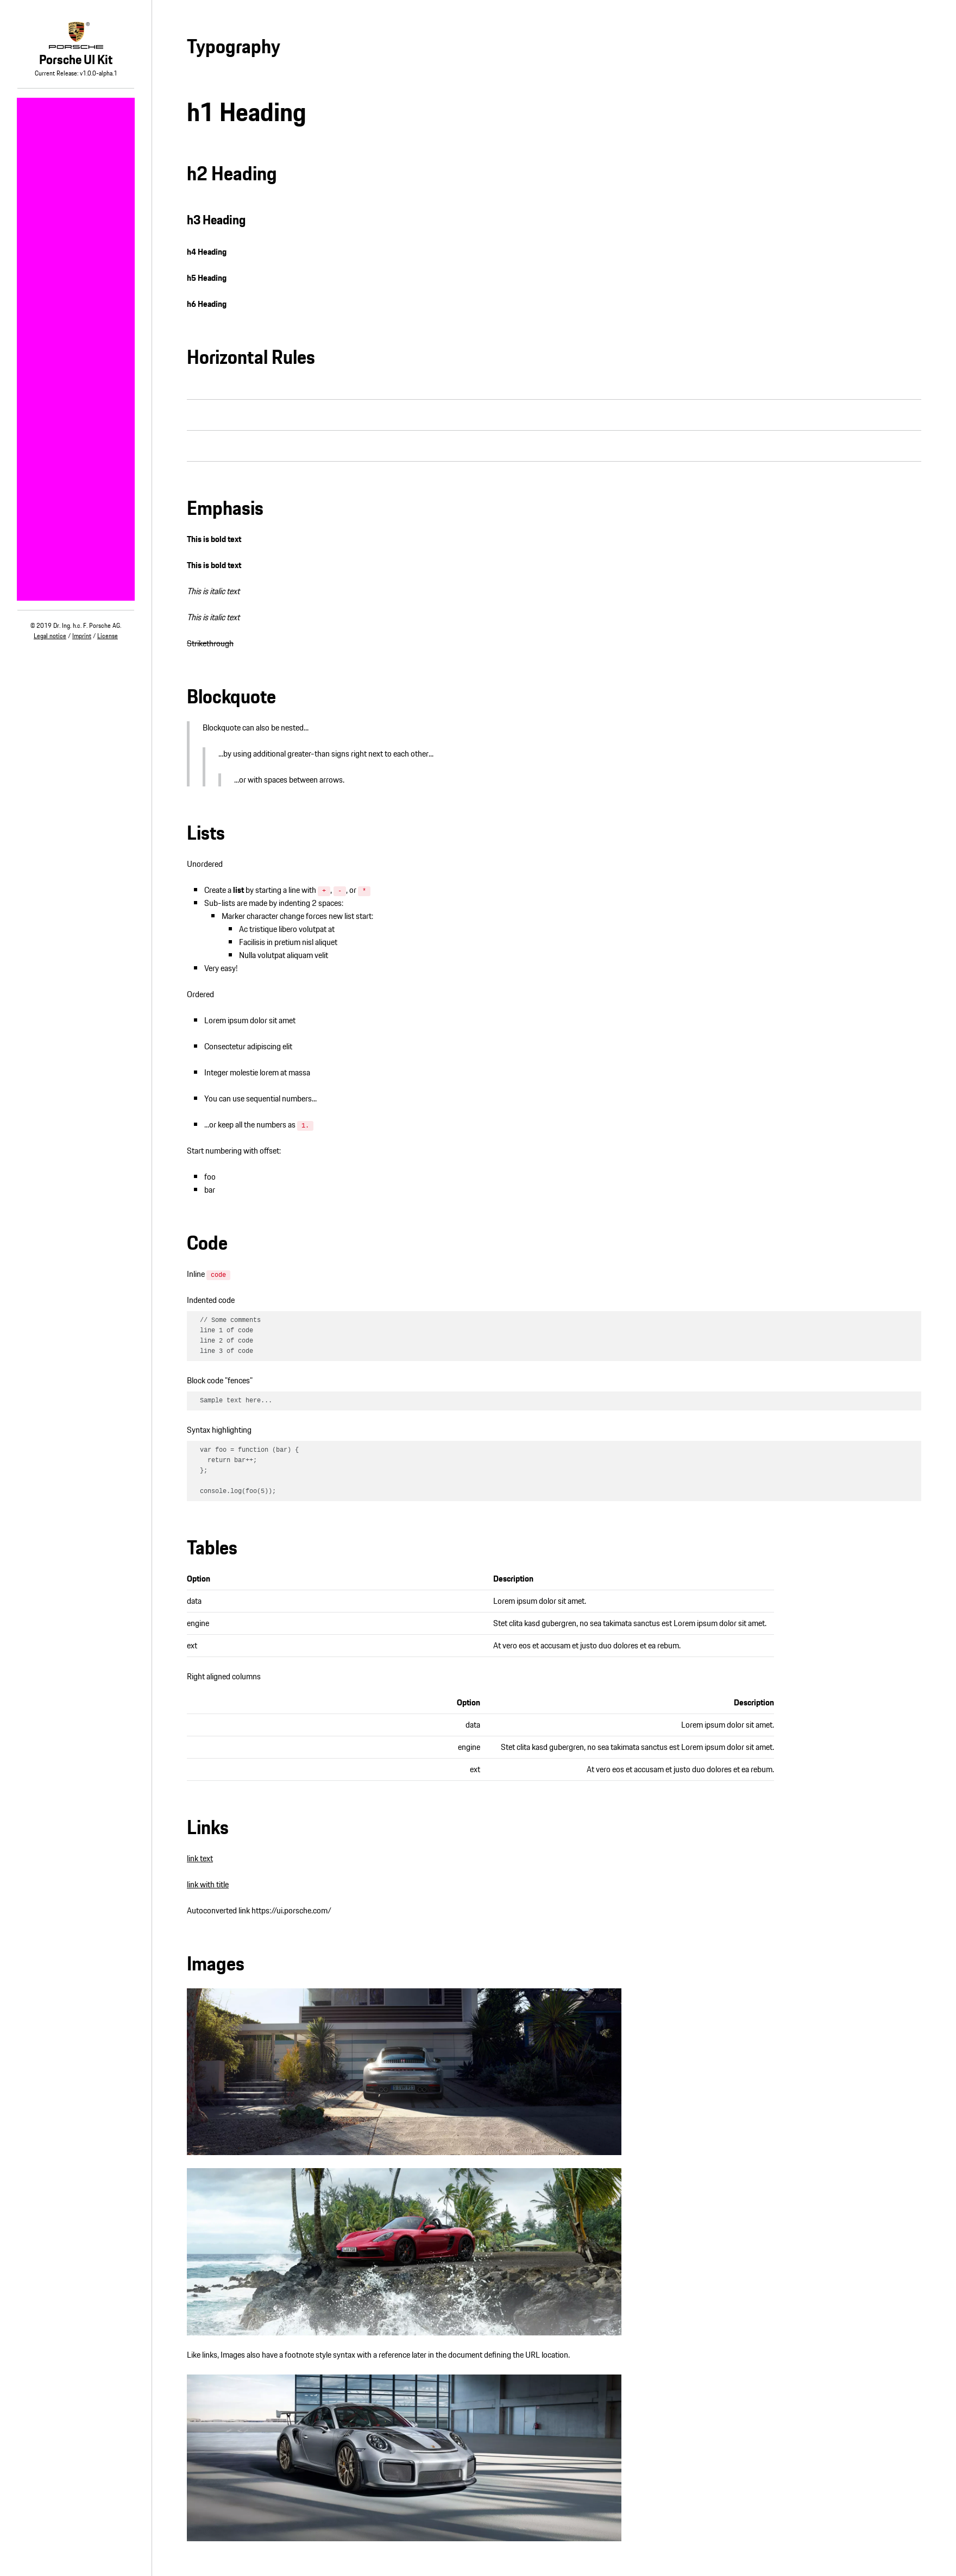 PORSCHE
Porsche UI Kit
Current Release: v1.0.0-alpha.1
© 2019 Dr. Ing. h.c. F. Porsche AG.
Legal notice / Imprint / License
Typography
h1 Heading
h2 Heading
h3 Heading
h4 Heading
h5 Heading
h6 Heading
Horizontal Rules
Emphasis
This is bold text
This is bold text
This is italic text
This is italic text
Strikethrough
Blockquote
Blockquote can also be nested...
...by using additional greater-than signs right next to each other...
...or with spaces between arrows.
Lists
Unordered
Create a list by starting a line with +, -, or *
Sub-lists are made by indenting 2 spaces:
Marker character change forces new list start:
Ac tristique libero volutpat at
Facilisis in pretium nisl aliquet
Nulla volutpat aliquam velit
Very easy!
Ordered
Lorem ipsum dolor sit amet
Consectetur adipiscing elit
Integer molestie lorem at massa
You can use sequential numbers...
...or keep all the numbers as 1.
Start numbering with offset:
foo
bar
Code
Inline code
Indented code
// Some comments
line 1 of code
line 2 of code
line 3 of code
Block code "fences"
Sample text here...
Syntax highlighting
var foo = function (bar) {
  return bar++;
};
console.log(foo(5));
Tables
Option Description
data Lorem ipsum dolor sit amet.
engine Stet clita kasd gubergren, no sea takimata sanctus est Lorem ipsum dolor sit amet.
ext At vero eos et accusam et justo duo dolores et ea rebum.
Right aligned columns
Option Description
data Lorem ipsum dolor sit amet.
engine Stet clita kasd gubergren, no sea takimata sanctus est Lorem ipsum dolor sit amet.
ext At vero eos et accusam et justo duo dolores et ea rebum.
Links
link text
link with title
Autoconverted link https://ui.porsche.com/
Images
Like links, Images also have a footnote style syntax with a reference later in the document defining the URL location.